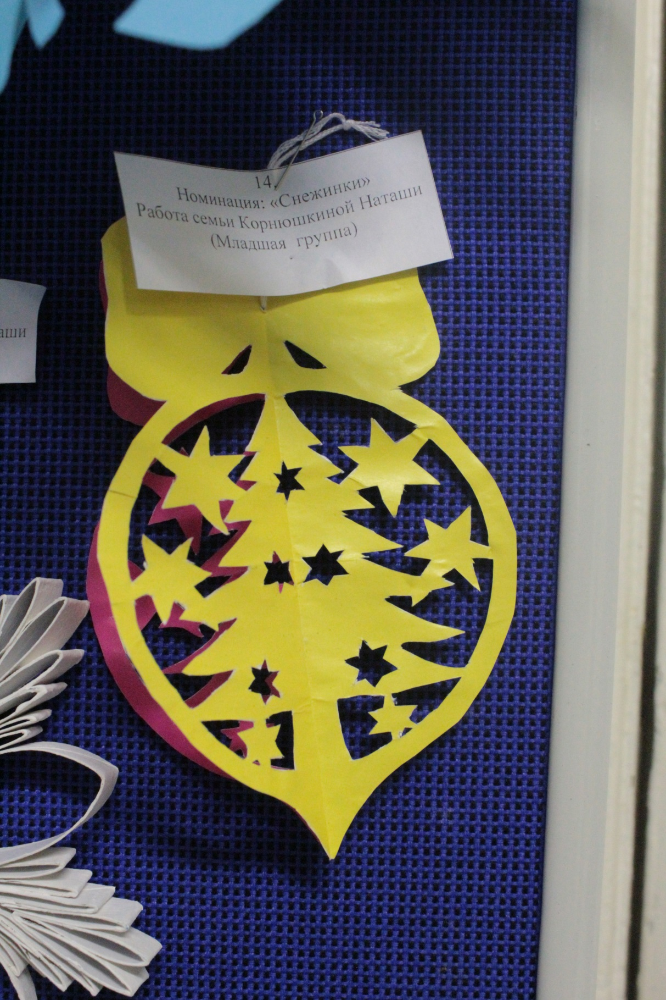 14.
Номинация: «Снежинки»
Работа семьи Корнюшкиной Наташи
(Младшая группа)
аши